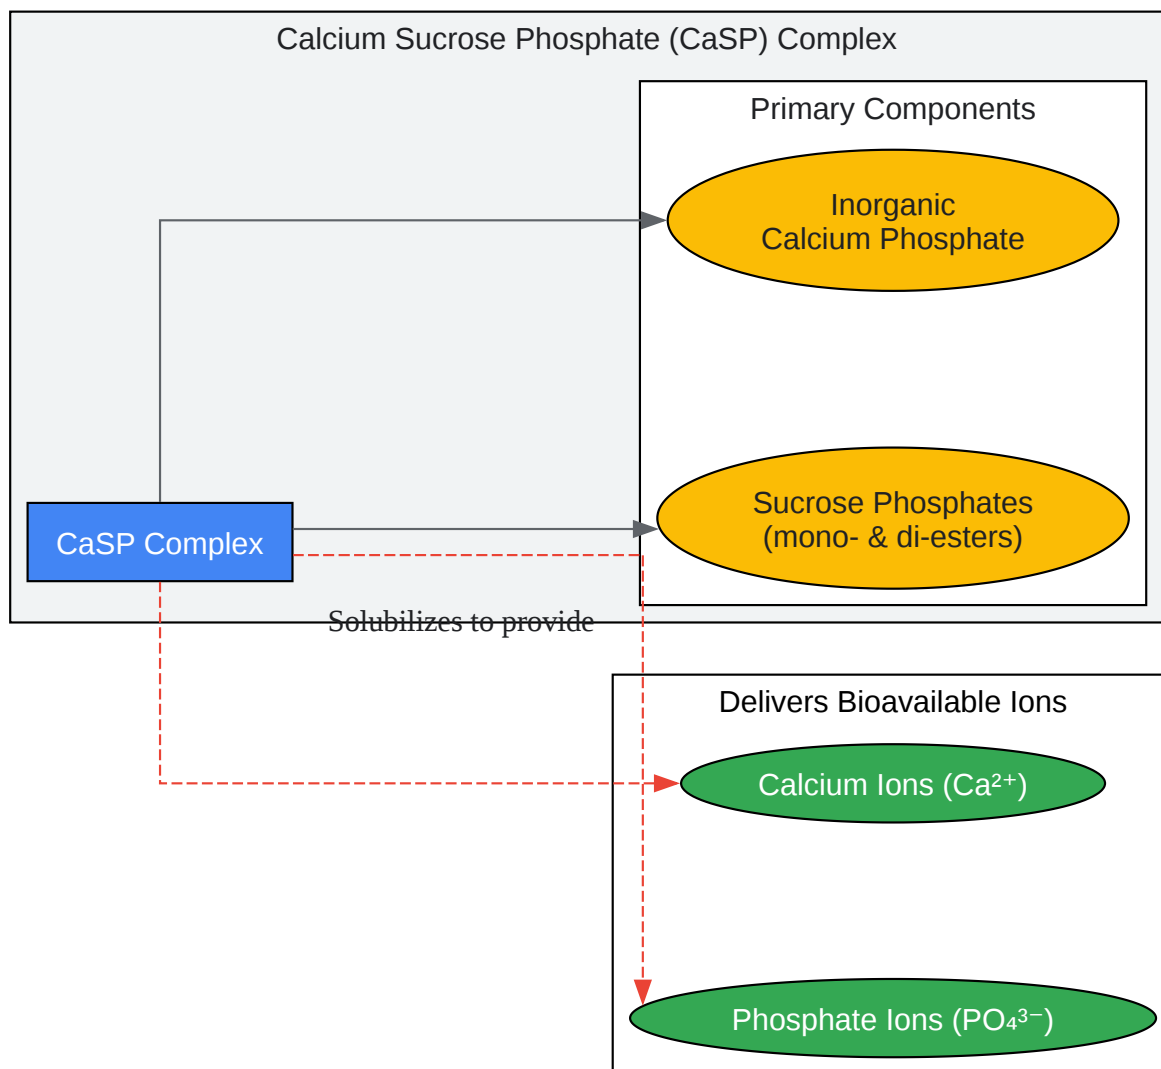 Calcium Sucrose Phosphate (CaSP) Complex
Primary Components
Inorganic
Calcium Phosphate
Sucrose Phosphates
(mono- & di-esters)
CaSP Complex
Solubilizes to provide
Delivers Bioavailable Ions
Calcium Ions (Ca²⁺)
Phosphate Ions (PO₄³⁻)